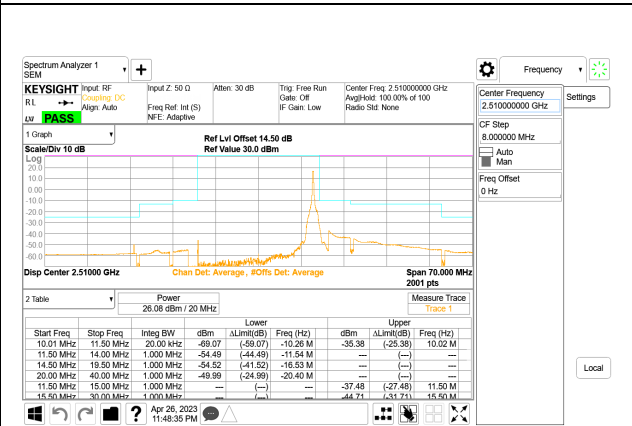 Spectrum Analyzer 1
SEM
+
Frequency
KEYSIGHT
RL
LXI PASS
Input: RF
Coupling: DC
Align: Auto
Input Z: 50 Ω
Freq Ref: Int (S)
NFE: Adaptive
Atten: 30 dB
Trig: Free Run
Gate: Off
IF Gain: Low
Center Freq: 2.510000000 GHz
Avg|Hold: 100.00% of 100
Radio Std: None
Center Frequency
2.510000000 GHz
Settings
CF Step
8.000000 MHz
Auto
Man
Freq Offset
0 Hz
Local
1 Graph
Scale/Div 10 dB
Ref Lvl Offset 14.50 dB
Ref Value 30.0 dBm
Log
20.0
10.0
0.00
-10.0
-20.0
-30.0
-40.0
-50.0
-60.0
Disp Center 2.51000 GHz
Chan Det: Average, #Offs Det: Average
Span 70.000 MHz
2001 pts
2 Table
Power
26.08 dBm / 20 MHz
Measure Trace
Trace 1
Lower Upper
Start Freq Stop Freq Integ BW dBm ΔLimit(dB) Freq (Hz) dBm ΔLimit(dB) Freq (Hz)
10.01 MHz 11.50 MHz 20.00 kHz -69.07 (-59.07) -10.26 M -35.38 (-25.38) 10.02 M
11.50 MHz 14.00 MHz 1.000 MHz -54.49 (-44.49) -11.54 M --- (---) ---
14.50 MHz 19.50 MHz 1.000 MHz -54.52 (-41.52) -16.53 M --- (---) ---
20.00 MHz 40.00 MHz 1.000 MHz -49.99 (-24.99) -20.40 M --- (---) ---
11.50 MHz 15.00 MHz 1.000 MHz --- (---) --- -37.48 (-27.48) 11.50 M
15.50 MHz 30.00 MHz 1.000 MHz --- (---) --- -44.71 (-31.71) 15.50 M
?
Apr 26, 2023
11:48:35 PM